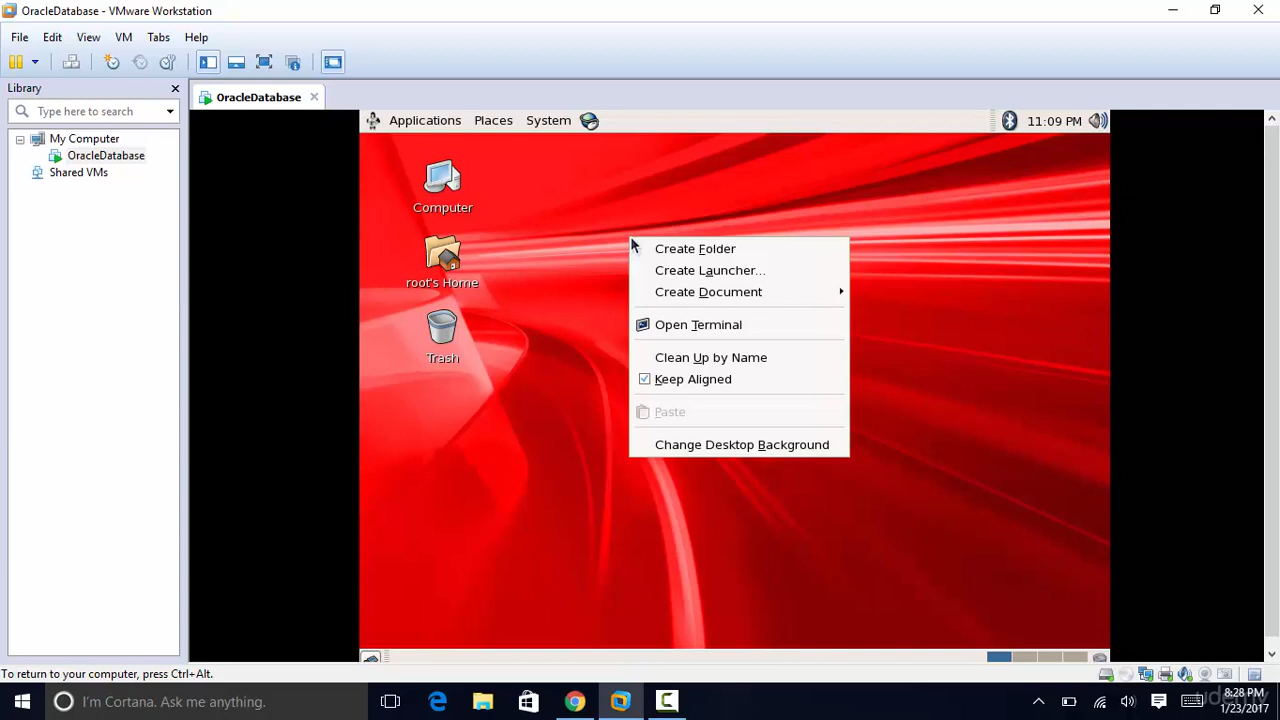 OracleDatabase - VMware Workstation
File Edit View VM Tabs Help
Library
Type here to search
My Computer
OracleDatabase
Shared VMs
OracleDatabase
Applications Places System
11:09 PM
Computer
root's Home
Trash
Create Folder
Create Launcher...
Create Document
Open Terminal
Clean Up by Name
Keep Aligned
Paste
Change Desktop Background
To return to your computer, press Ctrl+Alt.
I'm Cortana. Ask me anything.
8:28 PM
1/23/2017
udemy